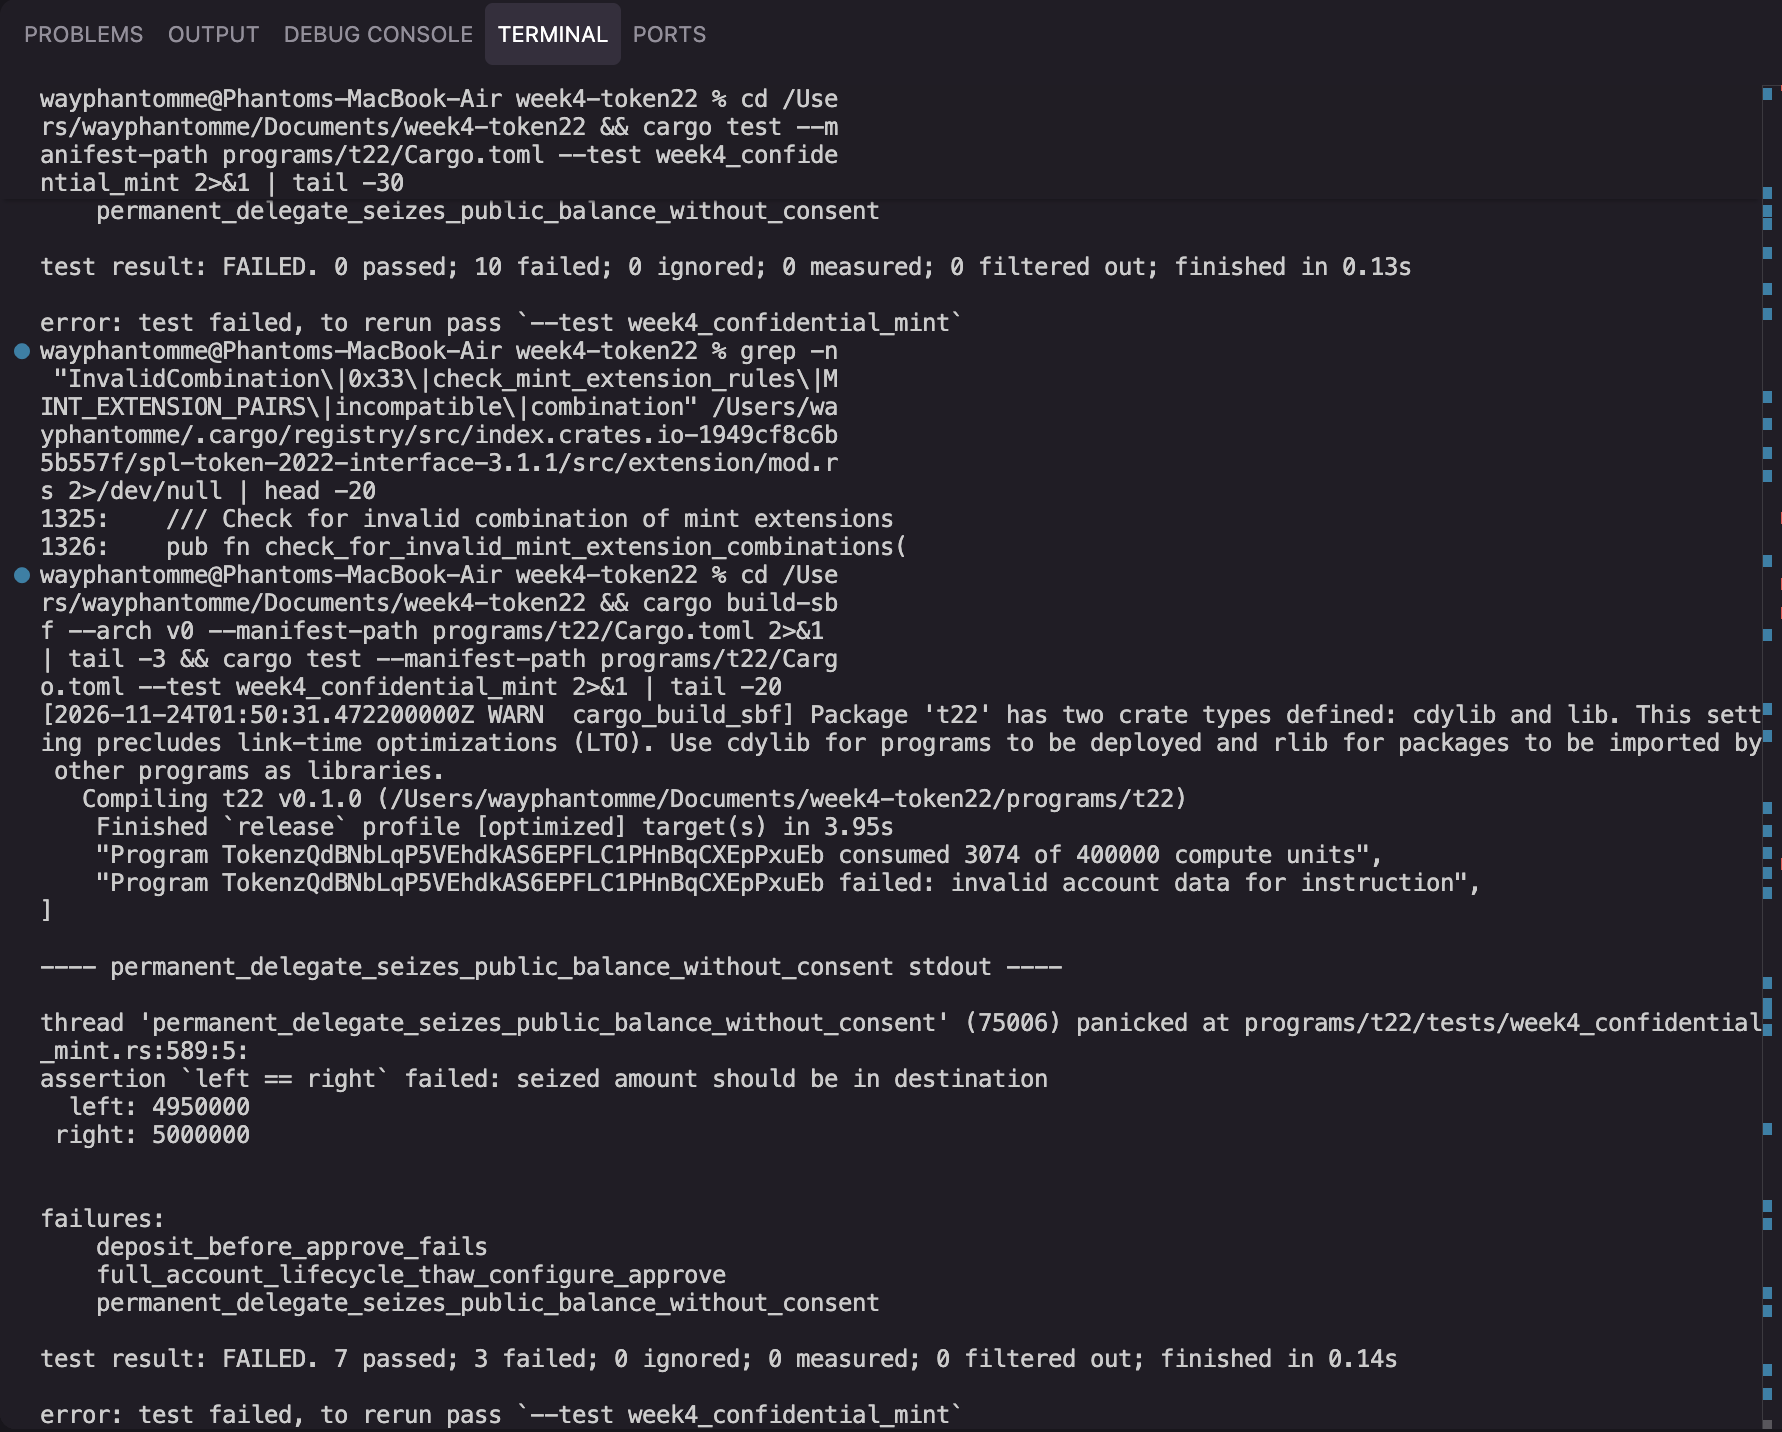 PROBLEMS OUTPUT DEBUG CONSOLE TERMINAL PORTS
wayphantomme@Phantoms-MacBook-Air week4-token22 % cd /Use
rs/wayphantomme/Documents/week4-token22 && cargo test --m
anifest-path programs/t22/Cargo.toml --test week4_confide
ntial_mint 2>&1 | tail -30
    permanent_delegate_seizes_public_balance_without_consent
test result: FAILED. 0 passed; 10 failed; 0 ignored; 0 measured; 0 filtered out; finished in 0.13s
error: test failed, to rerun pass `--test week4_confidential_mint`
wayphantomme@Phantoms-MacBook-Air week4-token22 % grep -n
 "InvalidCombination\|0x33\|check_mint_extension_rules\|M
INT_EXTENSION_PAIRS\|incompatible\|combination" /Users/wa
yphantomme/.cargo/registry/src/index.crates.io-1949cf8c6b
5b557f/spl-token-2022-interface-3.1.1/src/extension/mod.r
s 2>/dev/null | head -20
1325:    /// Check for invalid combination of mint extensions
1326:    pub fn check_for_invalid_mint_extension_combinations(
wayphantomme@Phantoms-MacBook-Air week4-token22 % cd /Use
rs/wayphantomme/Documents/week4-token22 && cargo build-sb
f --arch v0 --manifest-path programs/t22/Cargo.toml 2>&1
| tail -3 && cargo test --manifest-path programs/t22/Carg
o.toml --test week4_confidential_mint 2>&1 | tail -20
[2026-11-24T01:50:31.472200000Z WARN  cargo_build_sbf] Package 't22' has two crate types defined: cdylib and lib. This sett
ing precludes link-time optimizations (LTO). Use cdylib for programs to be deployed and rlib for packages to be imported by
 other programs as libraries.
   Compiling t22 v0.1.0 (/Users/wayphantomme/Documents/week4-token22/programs/t22)
    Finished `release` profile [optimized] target(s) in 3.95s
    "Program TokenzQdBNbLqP5VEhdkAS6EPFLC1PHnBqCXEpPxuEb consumed 3074 of 400000 compute units",
    "Program TokenzQdBNbLqP5VEhdkAS6EPFLC1PHnBqCXEpPxuEb failed: invalid account data for instruction",
]
---- permanent_delegate_seizes_public_balance_without_consent stdout ----
thread 'permanent_delegate_seizes_public_balance_without_consent' (75006) panicked at programs/t22/tests/week4_confidential
_mint.rs:589:5:
assertion `left == right` failed: seized amount should be in destination
  left: 4950000
 right: 5000000
failures:
    deposit_before_approve_fails
    full_account_lifecycle_thaw_configure_approve
    permanent_delegate_seizes_public_balance_without_consent
test result: FAILED. 7 passed; 3 failed; 0 ignored; 0 measured; 0 filtered out; finished in 0.14s
error: test failed, to rerun pass `--test week4_confidential_mint`